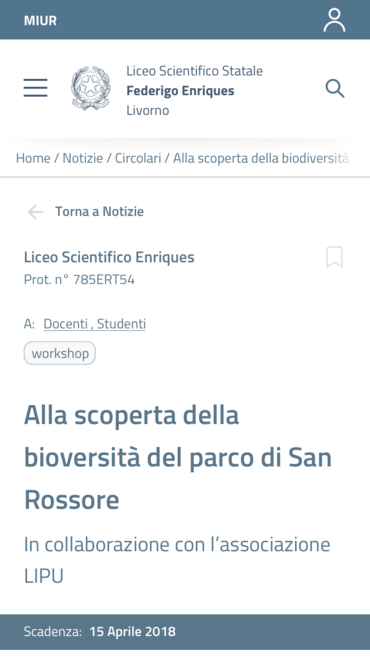 MIUR
Liceo Scientifico Statale
Federigo Enriques
Livorno
Home / Notizie / Circolari / Alla scoperta della biodiversità
Torna a Notizie
Liceo Scientifico Enriques
Prot. n° 785ERT54
A: Docenti , Studenti
workshop
Alla scoperta della
bioversità del parco di San
Rossore
In collaborazione con l’associazione
LIPU
Scadenza: 15 Aprile 2018